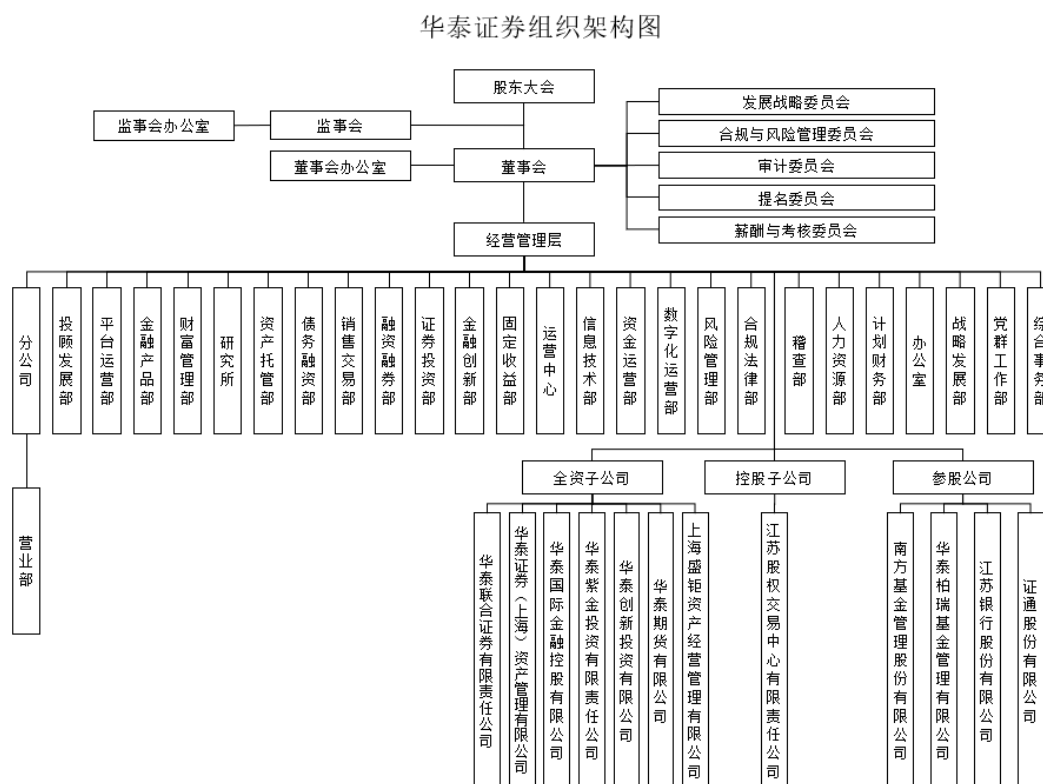 华泰证券组织架构图
股东大会
发展战略委员会
监事会办公室
监事会
合规与风险管理委员会
董事会办公室
董事会
审计委员会
提名委员会
经营管理层
薪酬与考核委员会
分公司
投顾发展部
平台运营部
金融产品部
财富管理部
研究所
资产托管部
债务融资部
销售交易部
融资融券部
证券投资部
金融创新部
固定收益部
运营中心
信息技术部
资金运营部
数字化运营部
风险管理部
合规法律部
稽查部
人力资源部
计划财务部
办公室
战略发展部
党群工作部
综合事务部
全资子公司
控股子公司
参股公司
营业部
华泰联合证券有限责任公司
华泰证券（上海）资产管理有限公司
华泰国际金融控股有限公司
华泰紫金投资有限责任公司
华泰创新投资有限公司
华泰期货有限公司
上海盛钜资产经营管理有限公司
江苏股权交易中心有限责任公司
南方基金管理股份有限公司
华泰柏瑞基金管理有限公司
江苏银行股份有限公司
证通股份有限公司